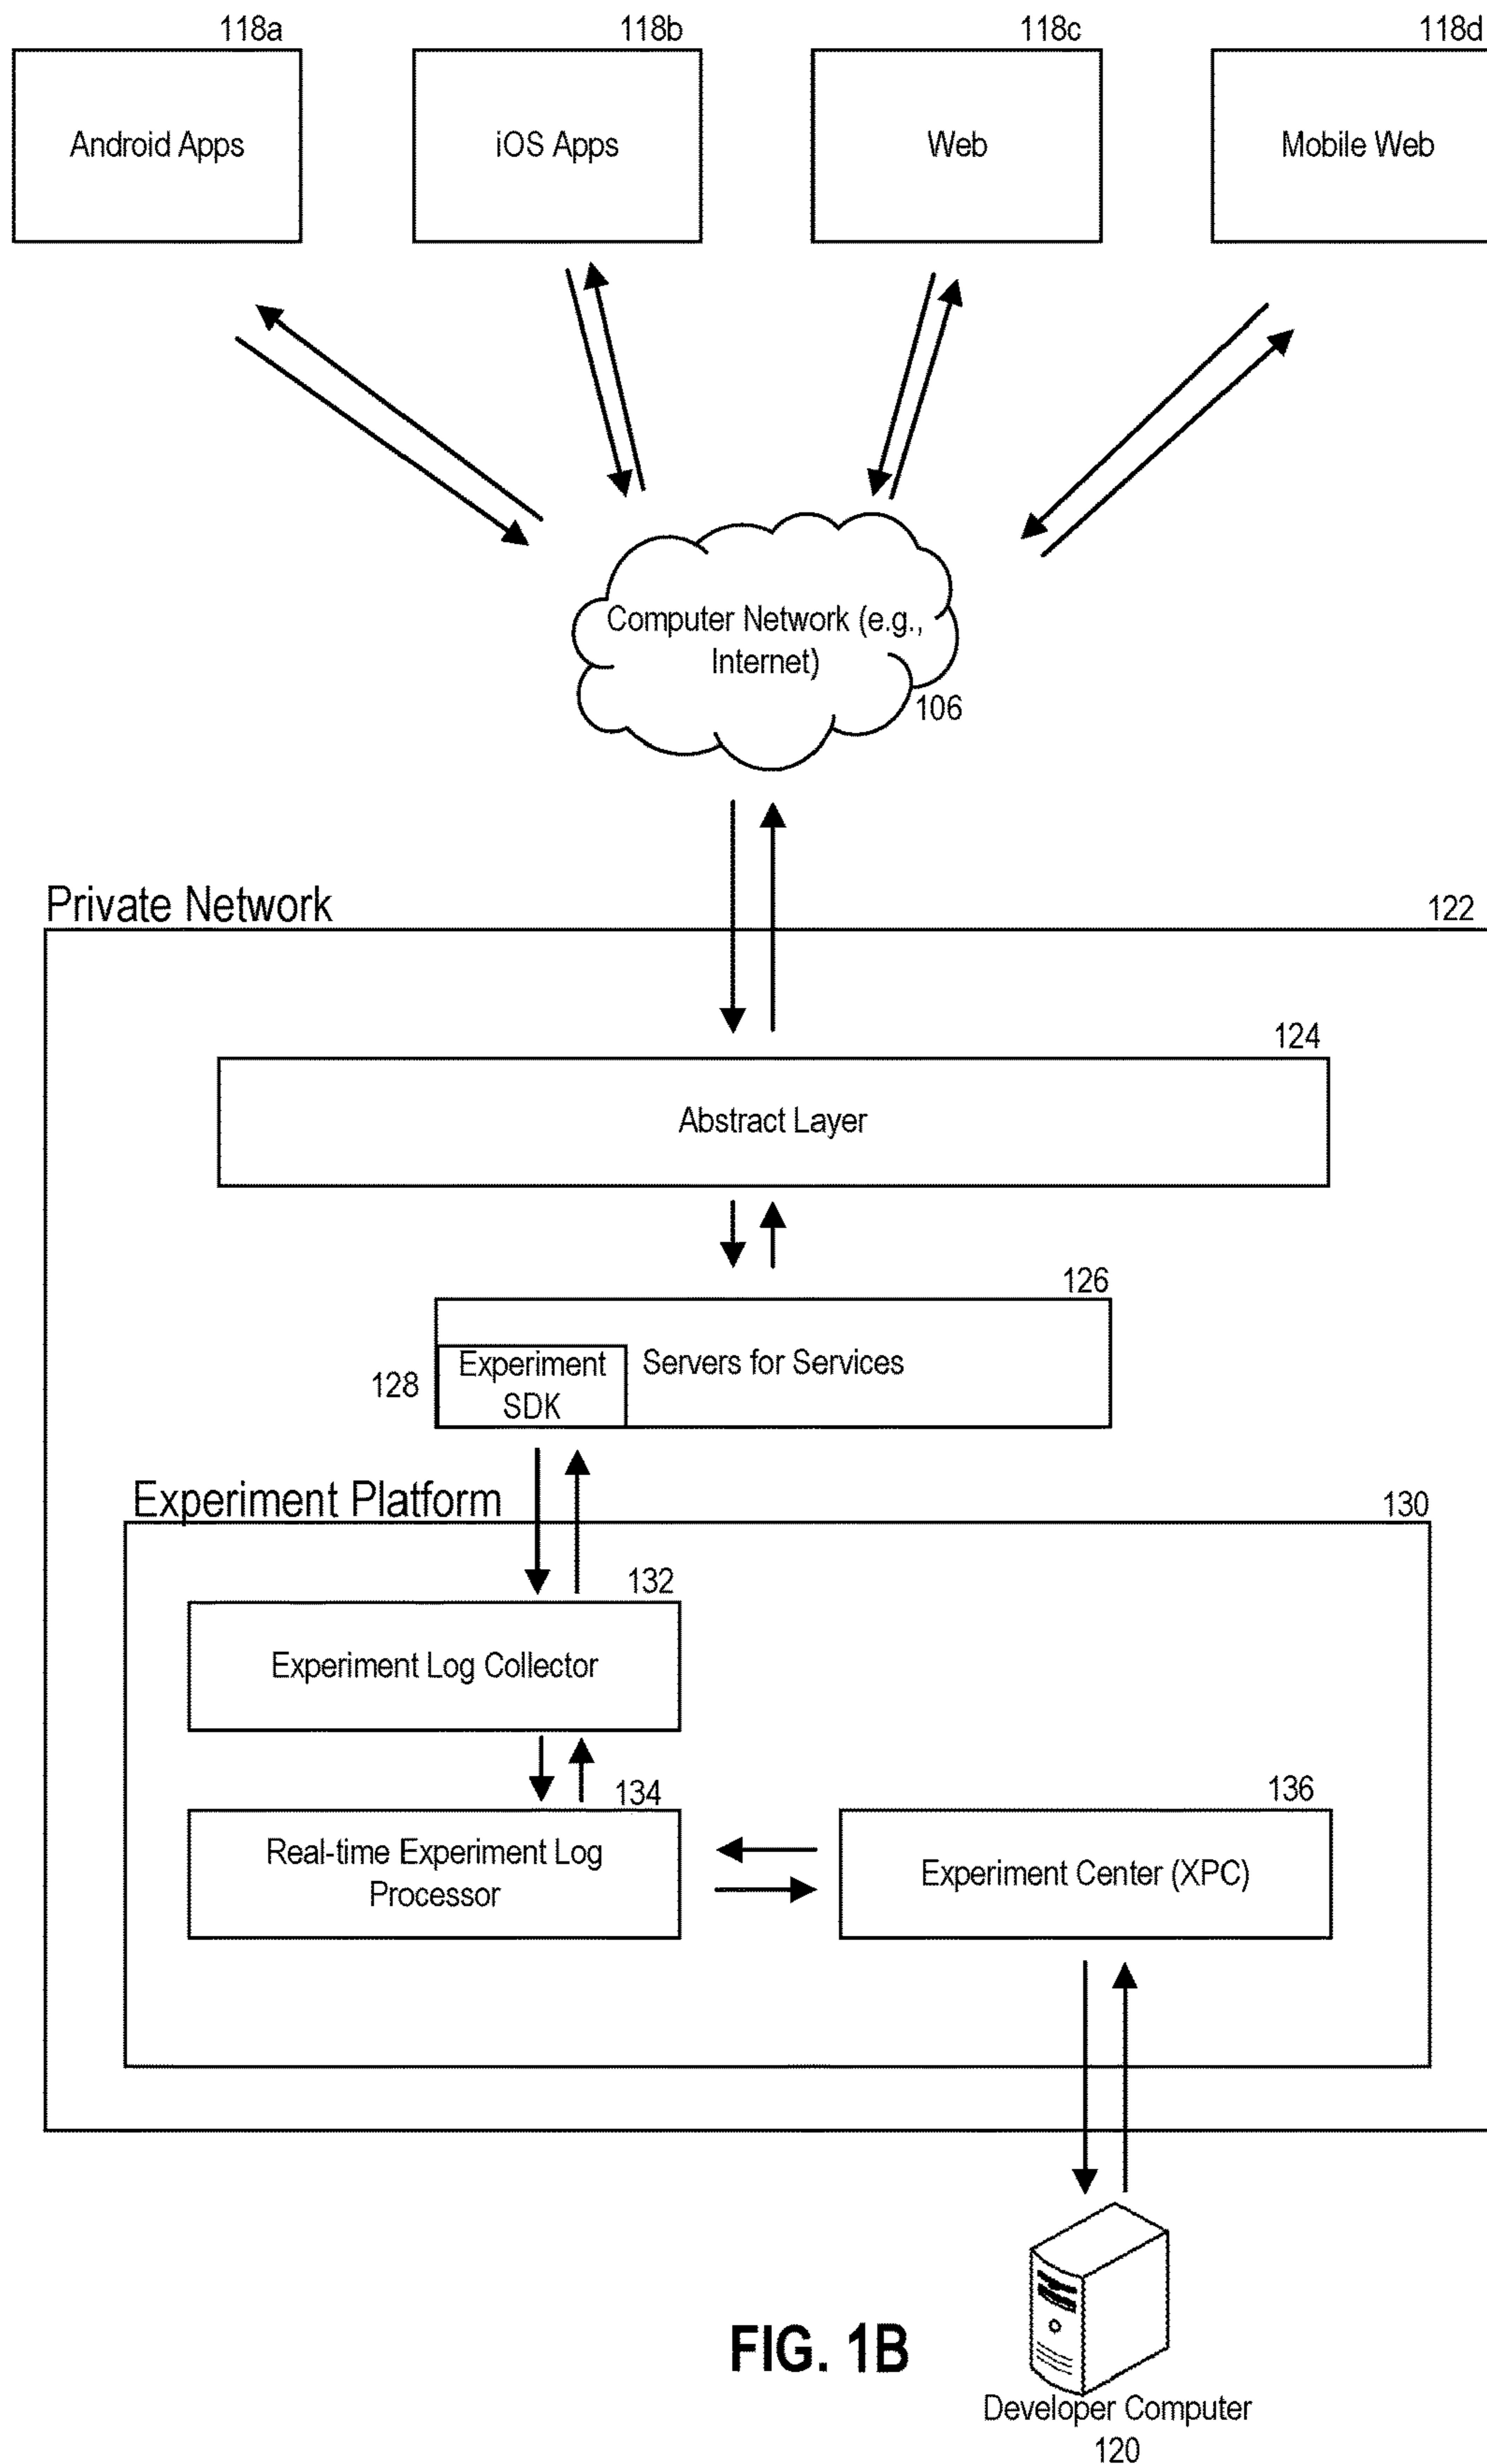 118a
118b
118c
118d
Android Apps
iOS Apps
Web
Mobile Web
Computer Network (e.g.,
Internet)
106
Private Network
122
124
Abstract Layer
126
Experiment
SDK
Servers for Services
128
Experiment Platform
130
132
Experiment Log Collector
134
136
Real-time Experiment Log
Processor
Experiment Center (XPC)
FIG. 1B
Developer Computer
120